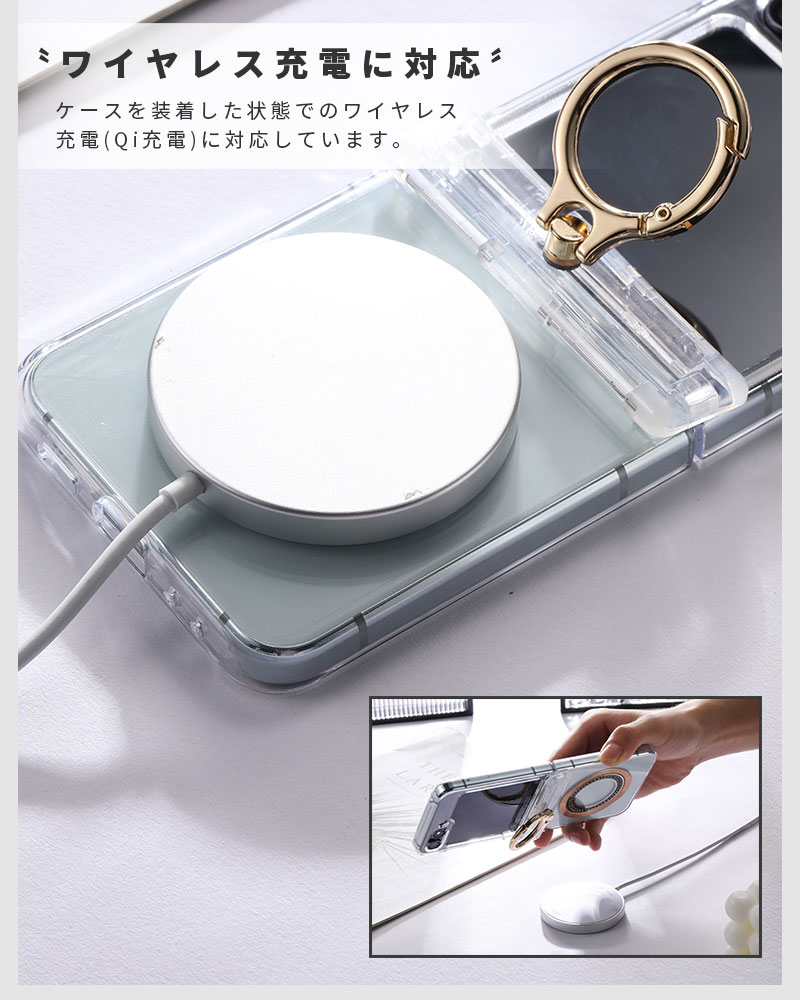 〻ワイヤレス充電に対応〻
ケースを装着した状態でのワイヤレス
充電(Qi充電)に対応しています。